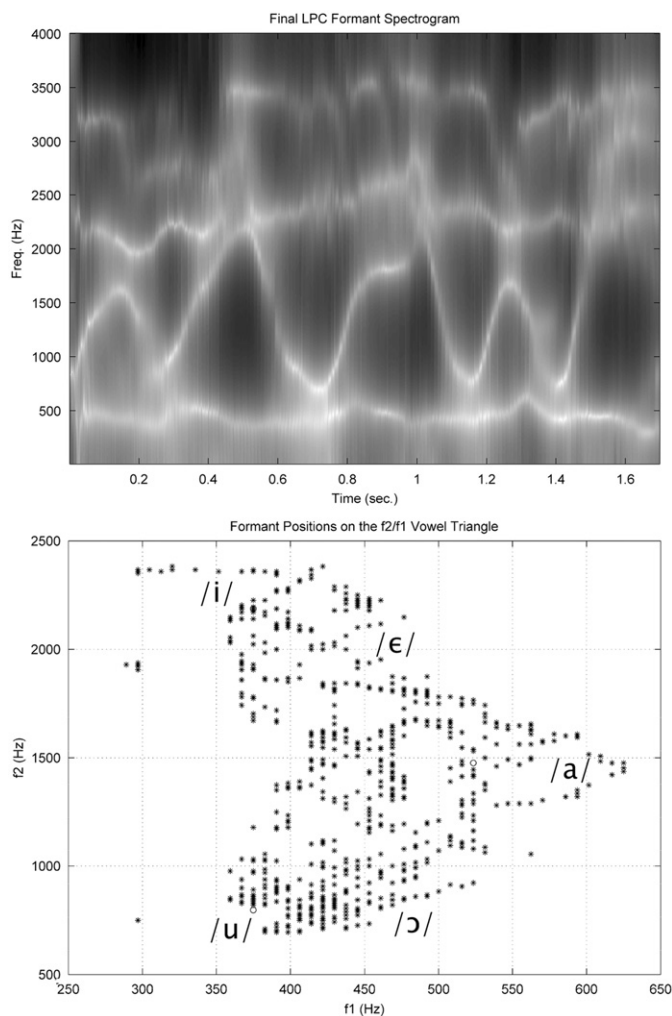 Final LPC Formant Spectrogram
4000
3500
3000
2500
2000
1500
1000
500
Freq. (Hz)
0.2 0.4 0.6 0.8 1 1.2 1.4 1.6
Time (sec.)
Formant Positions on the f2/f1 Vowel Triangle
2500
2000
1500
1000
500
f2 (Hz)
/i/
/ɛ/
/a/
/u/
/ɔ/
250 300 350 400 450 500 550 600 650
f1 (Hz)